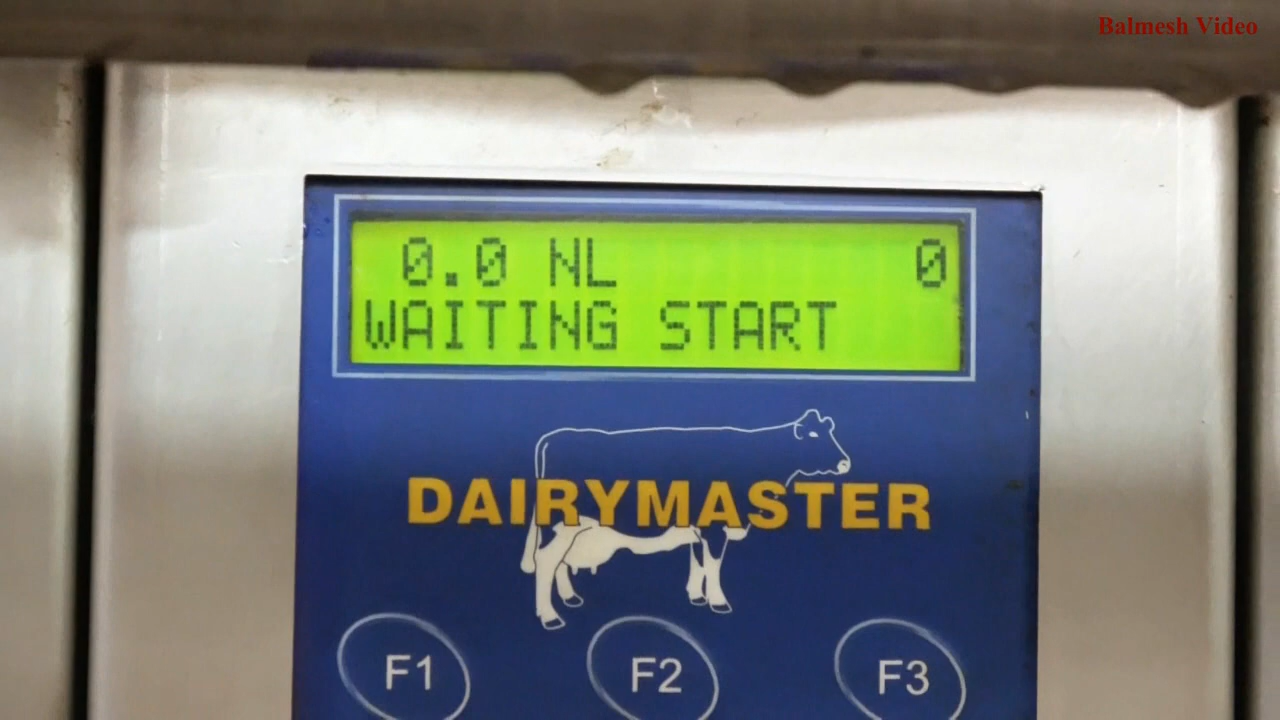 Balmesh Video
0.0 NL 0
WAITING START
DAIRYMASTER
F1 F2 F3